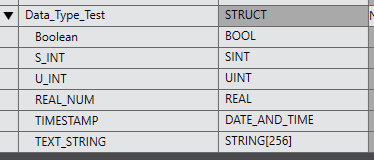 Data_Type_Test STRUCT
Boolean BOOL
S_INT SINT
U_INT UINT
REAL_NUM REAL
TIMESTAMP DATE_AND_TIME
TEXT_STRING STRING[256]